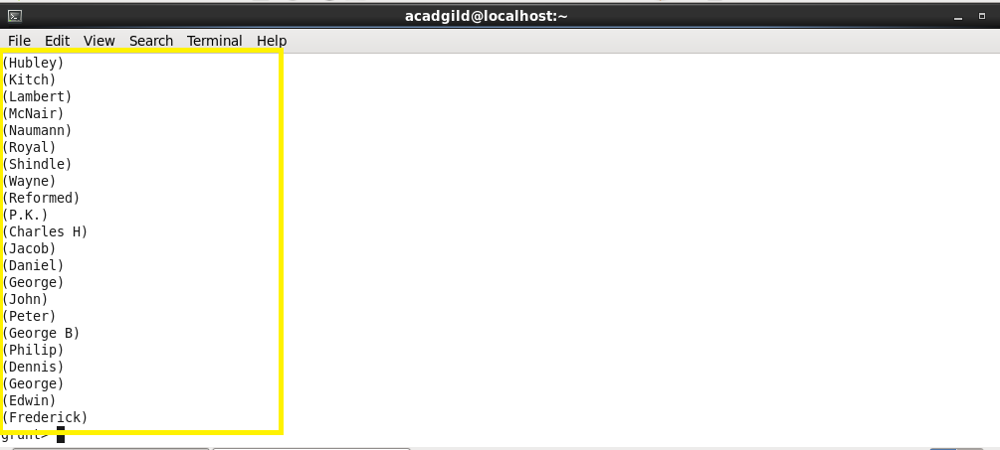 acadgild@localhost:~
File Edit View Search Terminal Help
(Hubley)
(Kitch)
(Lambert)
(McNair)
(Naumann)
(Royal)
(Shindle)
(Wayne)
(Reformed)
(P.K.)
(Charles H)
(Jacob)
(Daniel)
(George)
(John)
(Peter)
(George B)
(Philip)
(Dennis)
(George)
(Edwin)
(Frederick)
grunt>